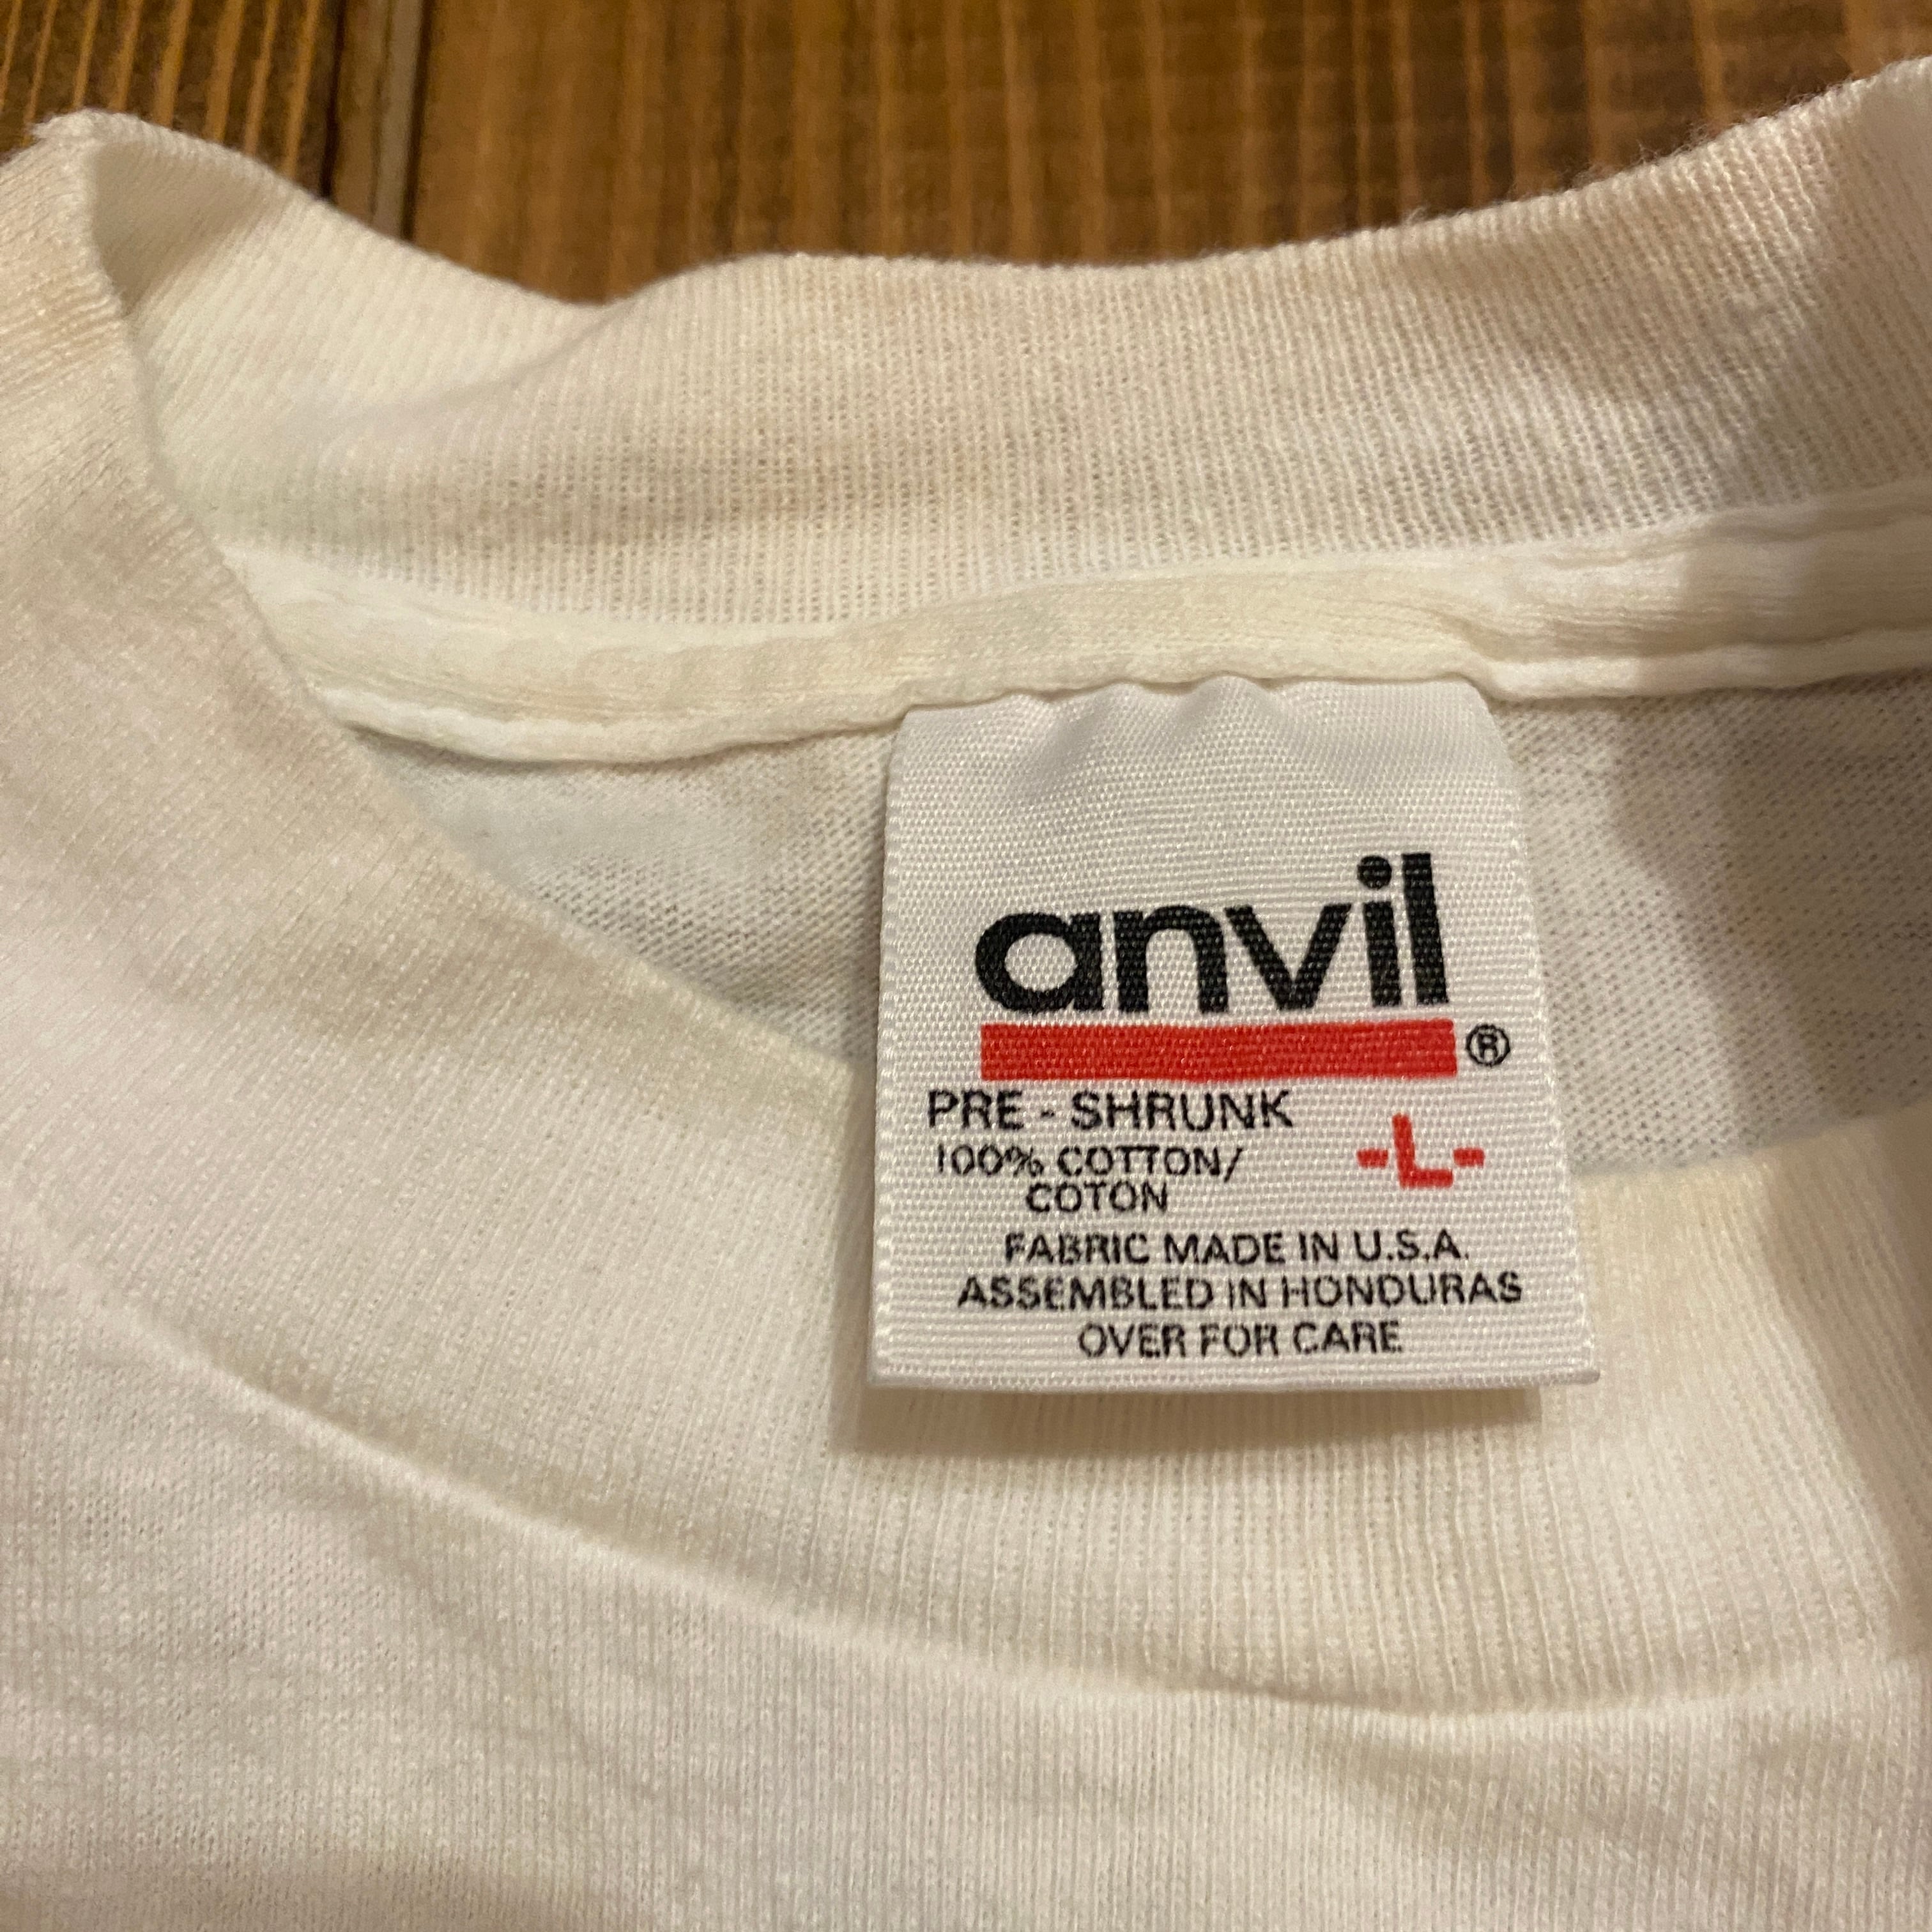 anvil
®
PRE - SHRUNK
100% COTTON/
COTON
-L-
FABRIC MADE IN U.S.A.
ASSEMBLED IN HONDURAS
OVER FOR CARE